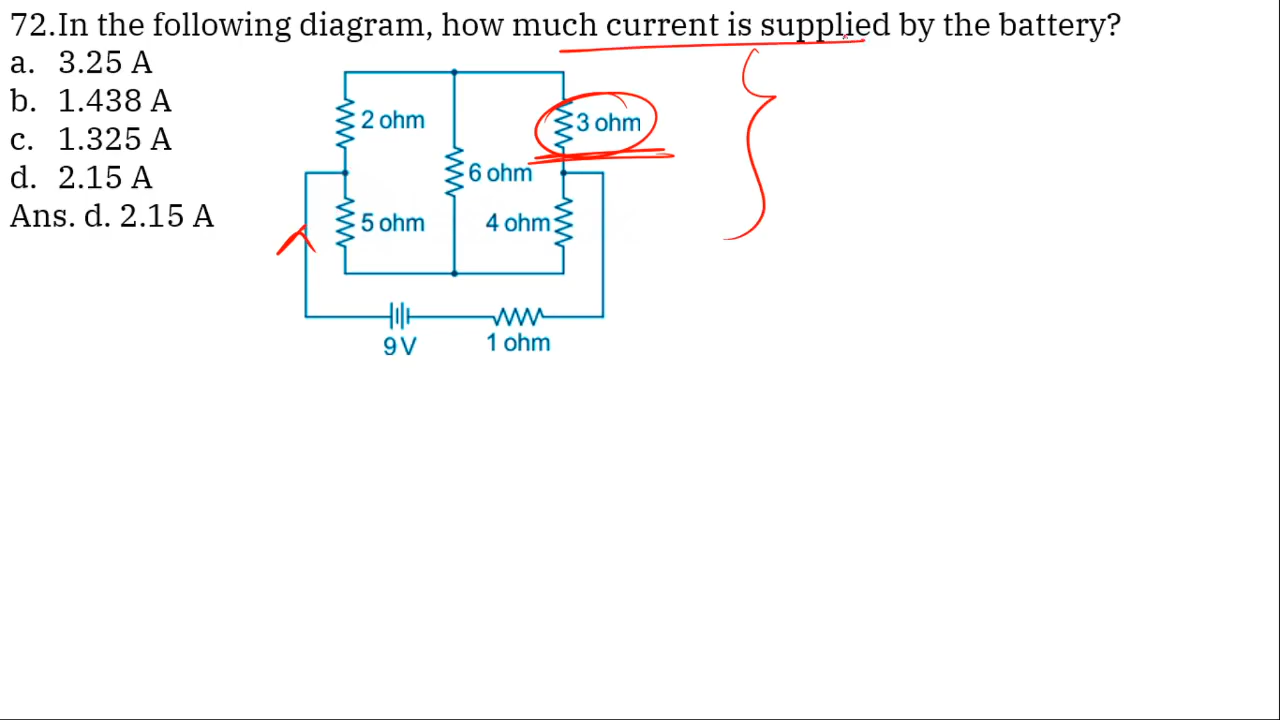 72.In the following diagram, how much current is supplied by the battery?
a. 3.25 A
b. 1.438 A
c. 1.325 A
d. 2.15 A
Ans. d. 2.15 A
2 ohm
3 ohm
6 ohm
5 ohm
4 ohm
9 V
1 ohm